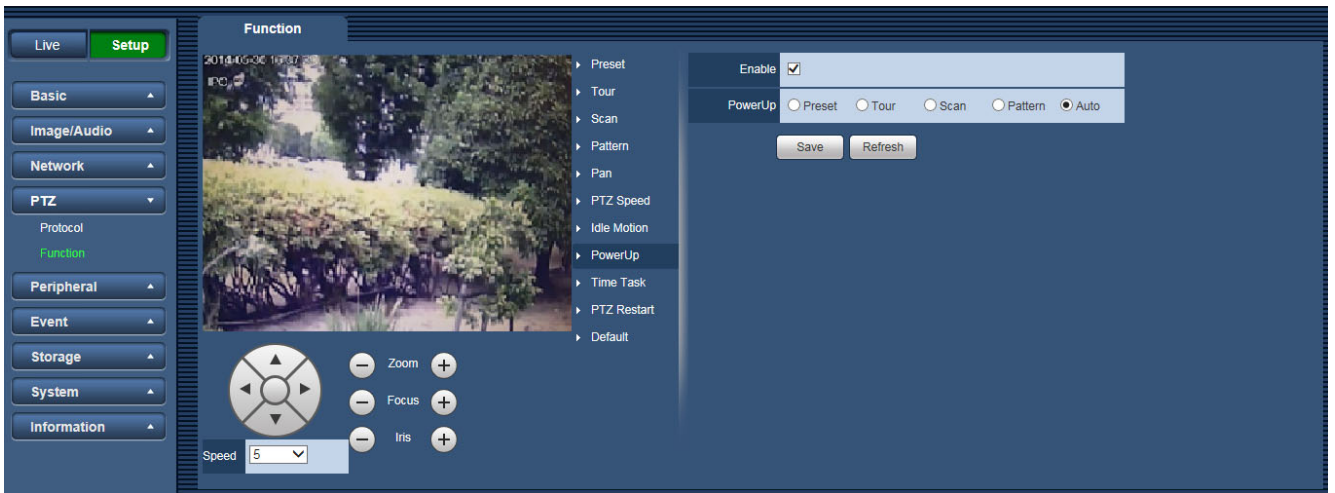 Function
Live Setup
Basic
Image/Audio
Network
PTZ
Protocol
Function
Peripheral
Event
Storage
System
Information
IPC
Zoom
Focus
Iris
Speed 5
Preset
Tour
Scan
Pattern
Pan
PTZ Speed
Idle Motion
PowerUp
Time Task
PTZ Restart
Default
Enable
PowerUp Preset Tour Scan Pattern Auto
Save Refresh